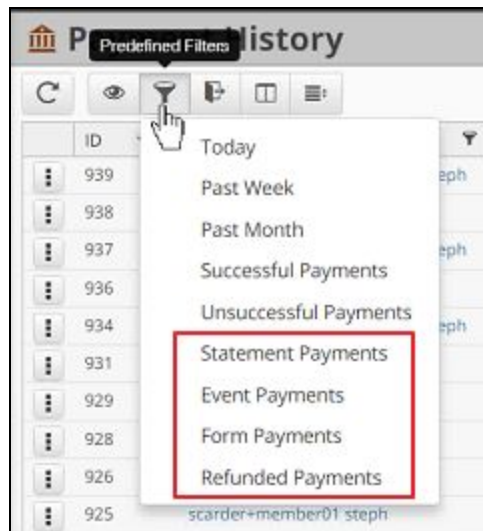 Predefined Filters
History
ID
Today
939
eph
Past Week
938
Past Month
937
eph
Successful Payments
936
Unsuccessful Payments
934
eph
Statement Payments
931
Event Payments
929
Form Payments
928
Refunded Payments
926
925 scarder+member01 steph